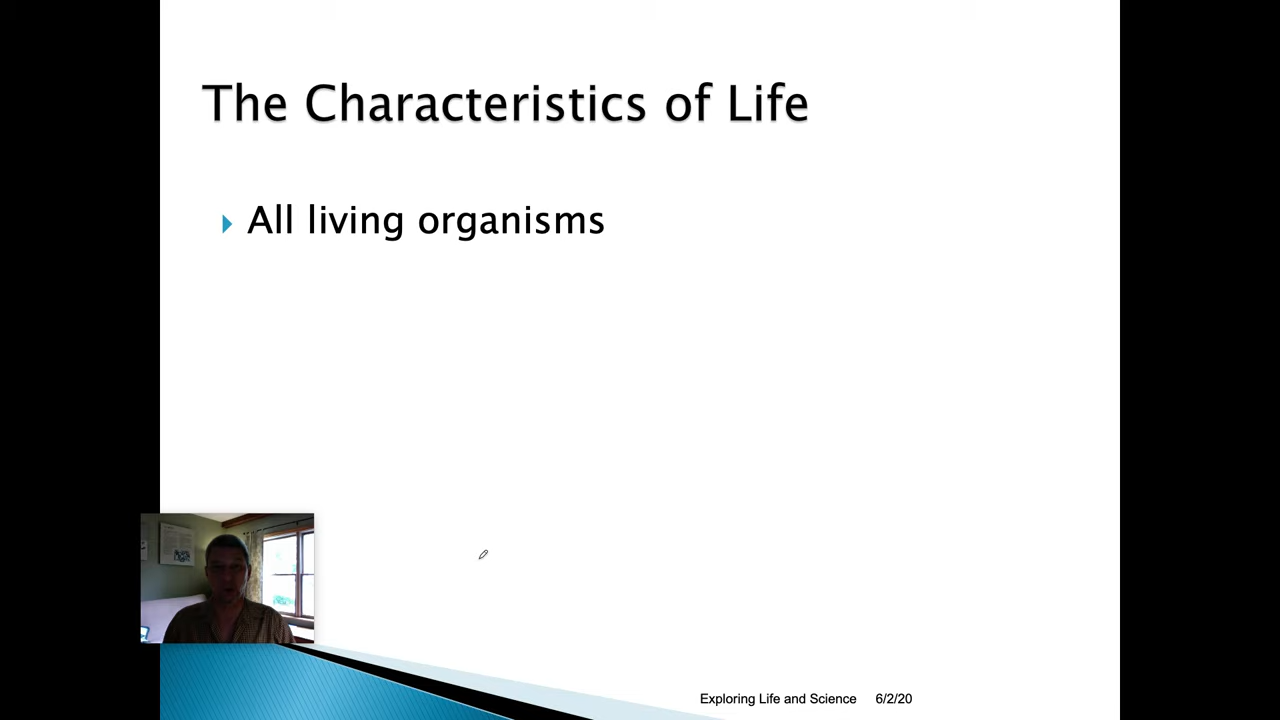 The Characteristics of Life
All living organisms
Exploring Life and Science 6/2/20